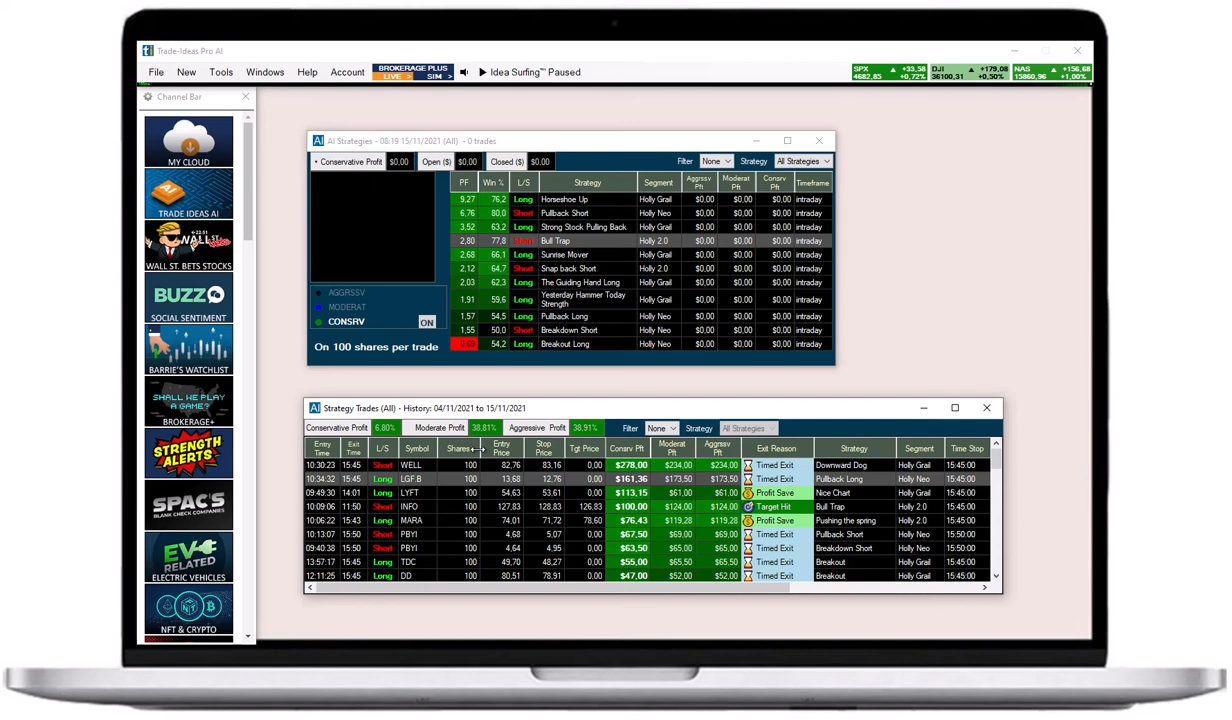 Trade-Ideas Pro AI
File New Tools Windows Help Account BROKERAGE PLUS LIVE > SIM > Idea Surfing™ Paused
SPX +33,58 4682,85 +0,72% DJI +179,08 36100,31 +0,50% NAS +156,68 15860,96 +1,00%
Channel Bar
MY CLOUD
TRADE IDEAS AI
WALL ST. BETS STOCKS
BUZZ
SOCIAL SENTIMENT
BARRIE'S WATCHLIST
SHALL WE PLAY
A GAME?
BROKERAGE+
STRENGTH
ALERTS
SPAC'S
BLANK CHECK COMPANIES
EV
RELATED
ELECTRIC VEHICLES
NFT & CRYPTO
AI AI Strategies - 08:19 15/11/2021 (All) - 0 trades
Conservative Profit $0,00 Open ($) $0,00 Closed ($) $0,00 Filter None Strategy All Strategies
PF Win % L/S Strategy Segment Aggrssv Pft Moderat Pft Consrv Pft Timeframe
9,27 76,2 Long Horseshoe Up Holly Grail $0,00 $0,00 $0,00 intraday
6,76 80,0 Short Pullback Short Holly Neo $0,00 $0,00 $0,00 intraday
3,52 63,2 Long Strong Stock Pulling Back Holly Grail $0,00 $0,00 $0,00 intraday
2,80 77,8 Short Bull Trap Holly 2.0 $0,00 $0,00 $0,00 intraday
2,68 66,1 Long Sunrise Mover Holly Grail $0,00 $0,00 $0,00 intraday
2,12 64,7 Short Snap back Short Holly 2.0 $0,00 $0,00 $0,00 intraday
2,03 62,3 Long The Guiding Hand Long Holly Grail $0,00 $0,00 $0,00 intraday
1,91 59,6 Long Yesterday Hammer Today Strength Holly Grail $0,00 $0,00 $0,00 intraday
1,57 54,5 Long Pullback Long Holly Neo $0,00 $0,00 $0,00 intraday
1,55 50,0 Short Breakdown Short Holly Neo $0,00 $0,00 $0,00 intraday
0,69 54,2 Long Breakout Long Holly Neo $0,00 $0,00 $0,00 intraday
AGGRSSV
MODERAT
CONSRV ON
On 100 shares per trade
AI Strategy Trades (All) - History: 04/11/2021 to 15/11/2021
Conservative Profit 6,80% Moderate Profit 38,81% Aggressive Profit 38,91% Filter None Strategy All Strategies
Entry Time Exit Time L/S Symbol Shares Entry Price Stop Price Tgt Price Consrv Pft Moderat Pft Aggrssv Pft Exit Reason Strategy Segment Time Stop
10:30:23 15:45 Short WELL 100 82,76 83,16 0,00 $278,00 $234,00 $234,00 Timed Exit Downward Dog Holly Grail 15:45:00
10:34:32 15:45 Long LGF.B 100 13,68 12,76 0,00 $161,36 $173,50 $173,50 Timed Exit Pullback Long Holly Neo 15:45:00
09:49:30 14:01 Long LYFT 100 54,63 53,61 0,00 $113,15 $61,00 $61,00 Profit Save Nice Chart Holly Grail 15:45:00
10:09:06 11:50 Short INFO 100 127,83 128,83 126,83 $100,00 $100,00 $100,00 Target Hit Bull Trap Holly 2.0 15:45:00
10:06:22 15:43 Long MARA 100 74,01 71,72 78,60 $76,43 $119,28 $119,28 Profit Save Pushing the spring Holly 2.0 15:45:00
10:13:07 15:50 Short PBYI 100 4,68 5,07 0,00 $67,50 $69,00 $69,00 Timed Exit Pullback Short Holly Neo 15:45:00
09:40:38 15:50 Short PBYI 100 4,64 4,95 0,00 $63,50 $65,00 $65,00 Timed Exit Breakdown Short Holly Neo 15:45:00
13:57:17 15:50 Long TDC 100 49,70 48,27 0,00 $55,00 $65,50 $65,50 Timed Exit Breakout Holly Grail 15:45:00
12:11:25 15:45 Long DD 100 80,51 78,91 0,00 $47,00 $52,00 $52,00 Timed Exit Breakout Holly Grail 15:45:00